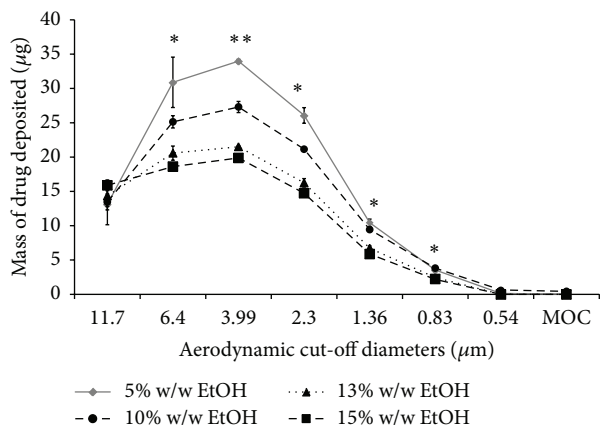 40
35
30
25
20
15
10
5
0
Mass of drug deposited (μg)
* ** * * *
11.7 6.4 3.99 2.3 1.36 0.83 0.54 MOC
Aerodynamic cut-off diameters (μm)
5% w/w EtOH 13% w/w EtOH
10% w/w EtOH 15% w/w EtOH